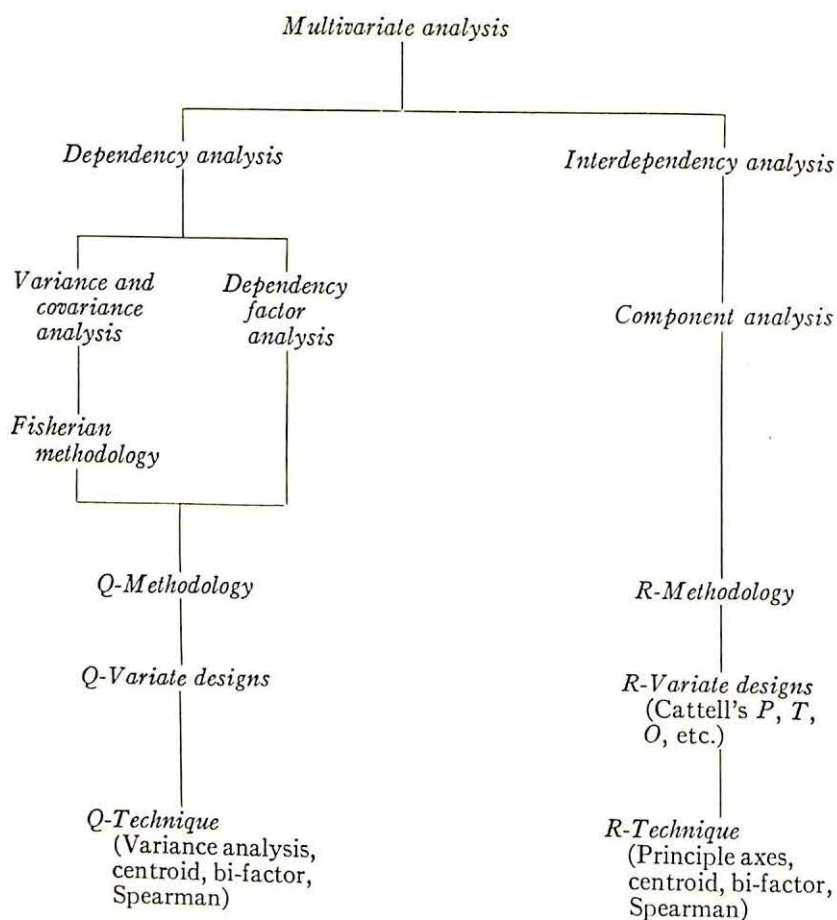 Multivariate analysis
Dependency analysis
Interdependency analysis
Variance and
covariance
analysis
Dependency
factor
analysis
Component analysis
Fisherian
methodology
Q-Methodology
R-Methodology
Q-Variate designs
R-Variate designs
(Cattell's P, T,
O, etc.)
Q-Technique
(Variance analysis,
centroid, bi-factor,
Spearman)
R-Technique
(Principle axes,
centroid, bi-factor,
Spearman)